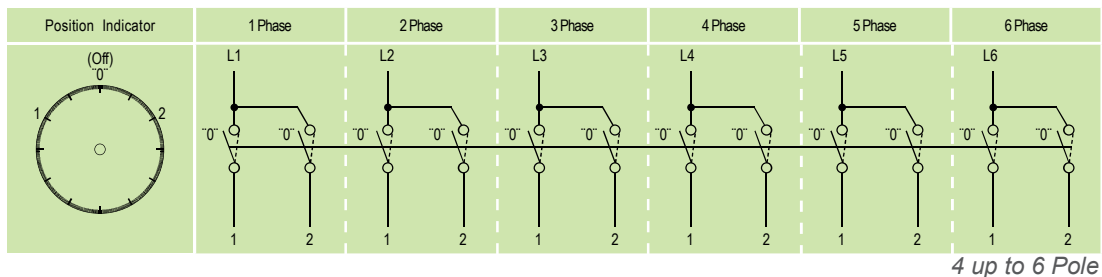 Position Indicator 1 Phase 2 Phase 3 Phase 4 Phase 5 Phase 6 Phase
(Off) L1 L2 L3 L4 L5 L6
¨0¨
1 2
¨0¨ ¨0¨ ¨0¨ ¨0¨ ¨0¨ ¨0¨ ¨0¨ ¨0¨ ¨0¨ ¨0¨ ¨0¨ ¨0¨
1 2 1 2 1 2 1 2 1 2 1 2
4 up to 6 Pole